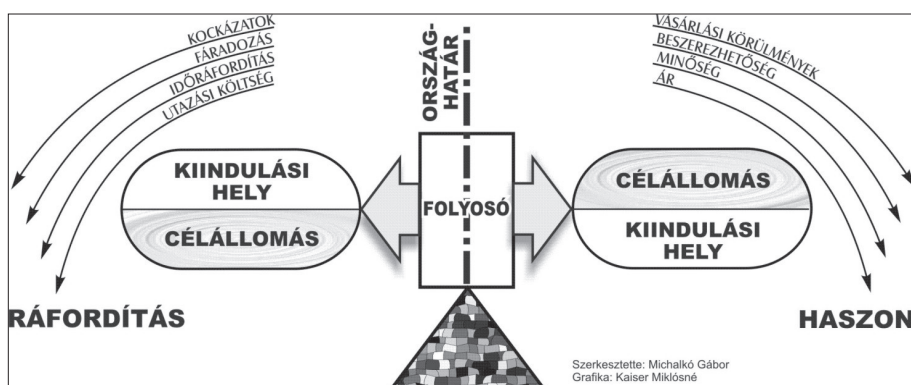 KOCKÁZATOK
FÁRADOZÁS
IDŐRÁFORDÍTÁS
UTAZÁSI KÖLTSÉG
ORSZÁG-
HATÁR
VÁSÁRLÁSI KÖRÜLMÉNYEK
BESZEREZHETŐSÉG
MINŐSÉG
ÁR
KIINDULÁSI
HELY
CÉLÁLLOMÁS
FOLYOSÓ
CÉLÁLLOMÁS
KIINDULÁSI
HELY
RÁFORDÍTÁS
HASZON
Szerkesztette: Michalkó Gábor
Grafika: Kaiser Miklósné